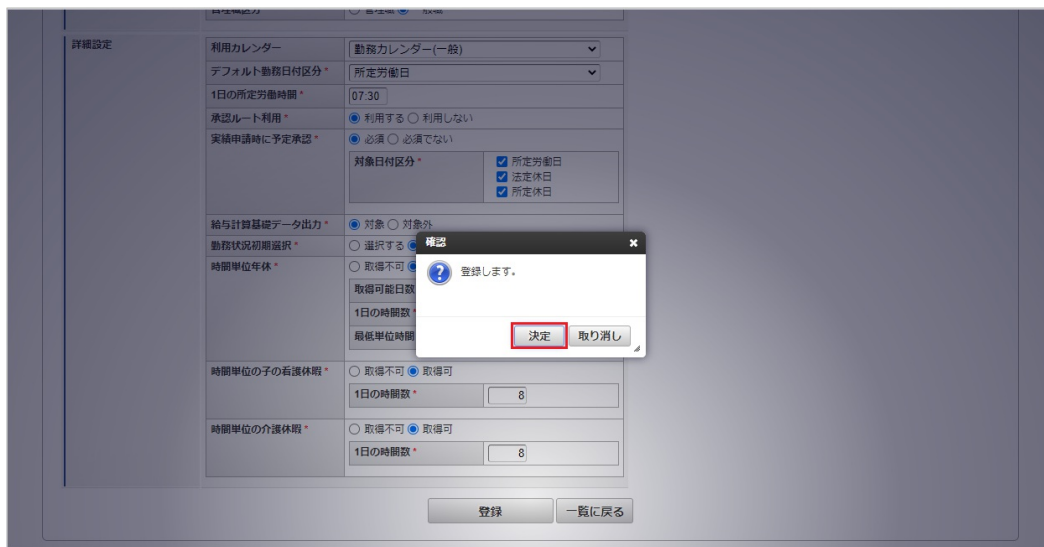 詳細設定
利用カレンダー 勤務カレンダー(一般)
デフォルト勤務日付区分* 所定労働日
1日の所定労働時間* 07:30
承認ルート利用* 利用する 利用しない
実績申請時に予定承認* 必須 必須でない
対象日付区分* 所定労働日
法定休日
所定休日
給与計算基礎データ出力* 対象 対象外
勤務状況初期選択* 選択する
時間単位年休* 取得不可
取得可能日数
1日の時間数*
最低単位時間
確認
登録します。
決定 取り消し
時間単位の子の看護休暇* 取得不可 取得可
1日の時間数* 8
時間単位の介護休暇* 取得不可 取得可
1日の時間数* 8
登録 一覧に戻る